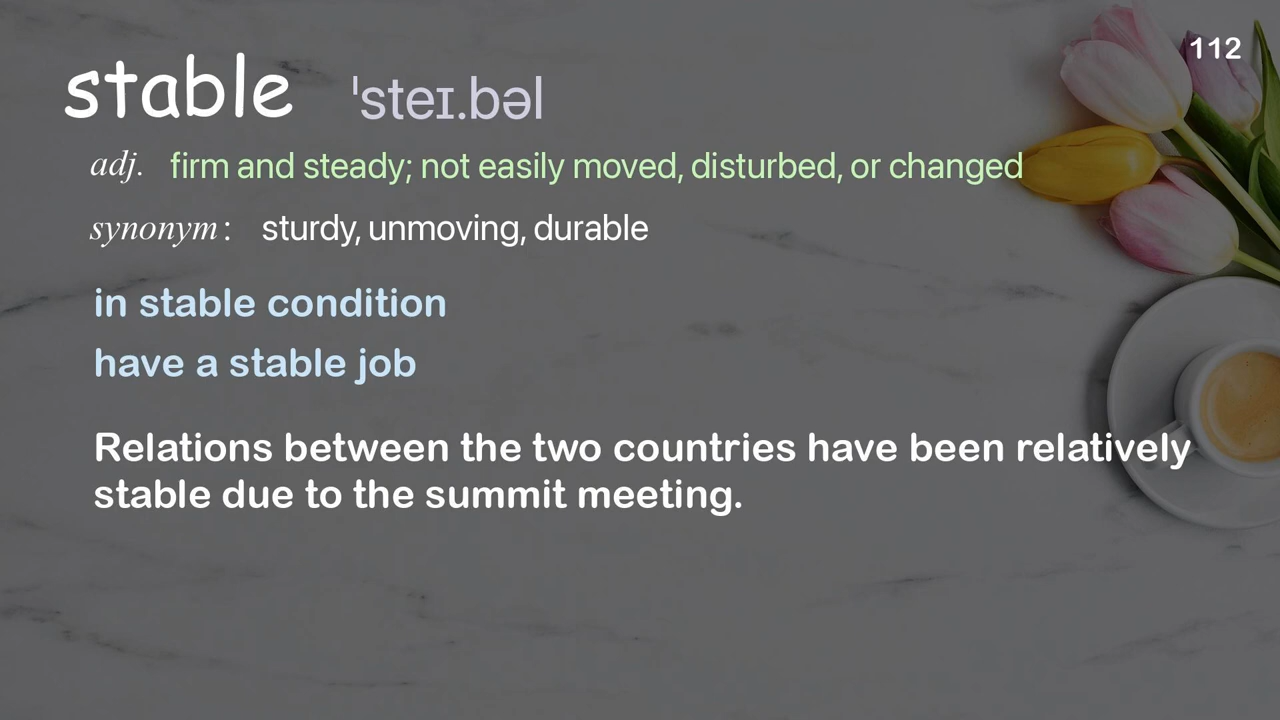 112
stable ˈsteɪ.bəl
adj. firm and steady; not easily moved, disturbed, or changed
synonym: sturdy, unmoving, durable
in stable condition
have a stable job
Relations between the two countries have been relatively
stable due to the summit meeting.